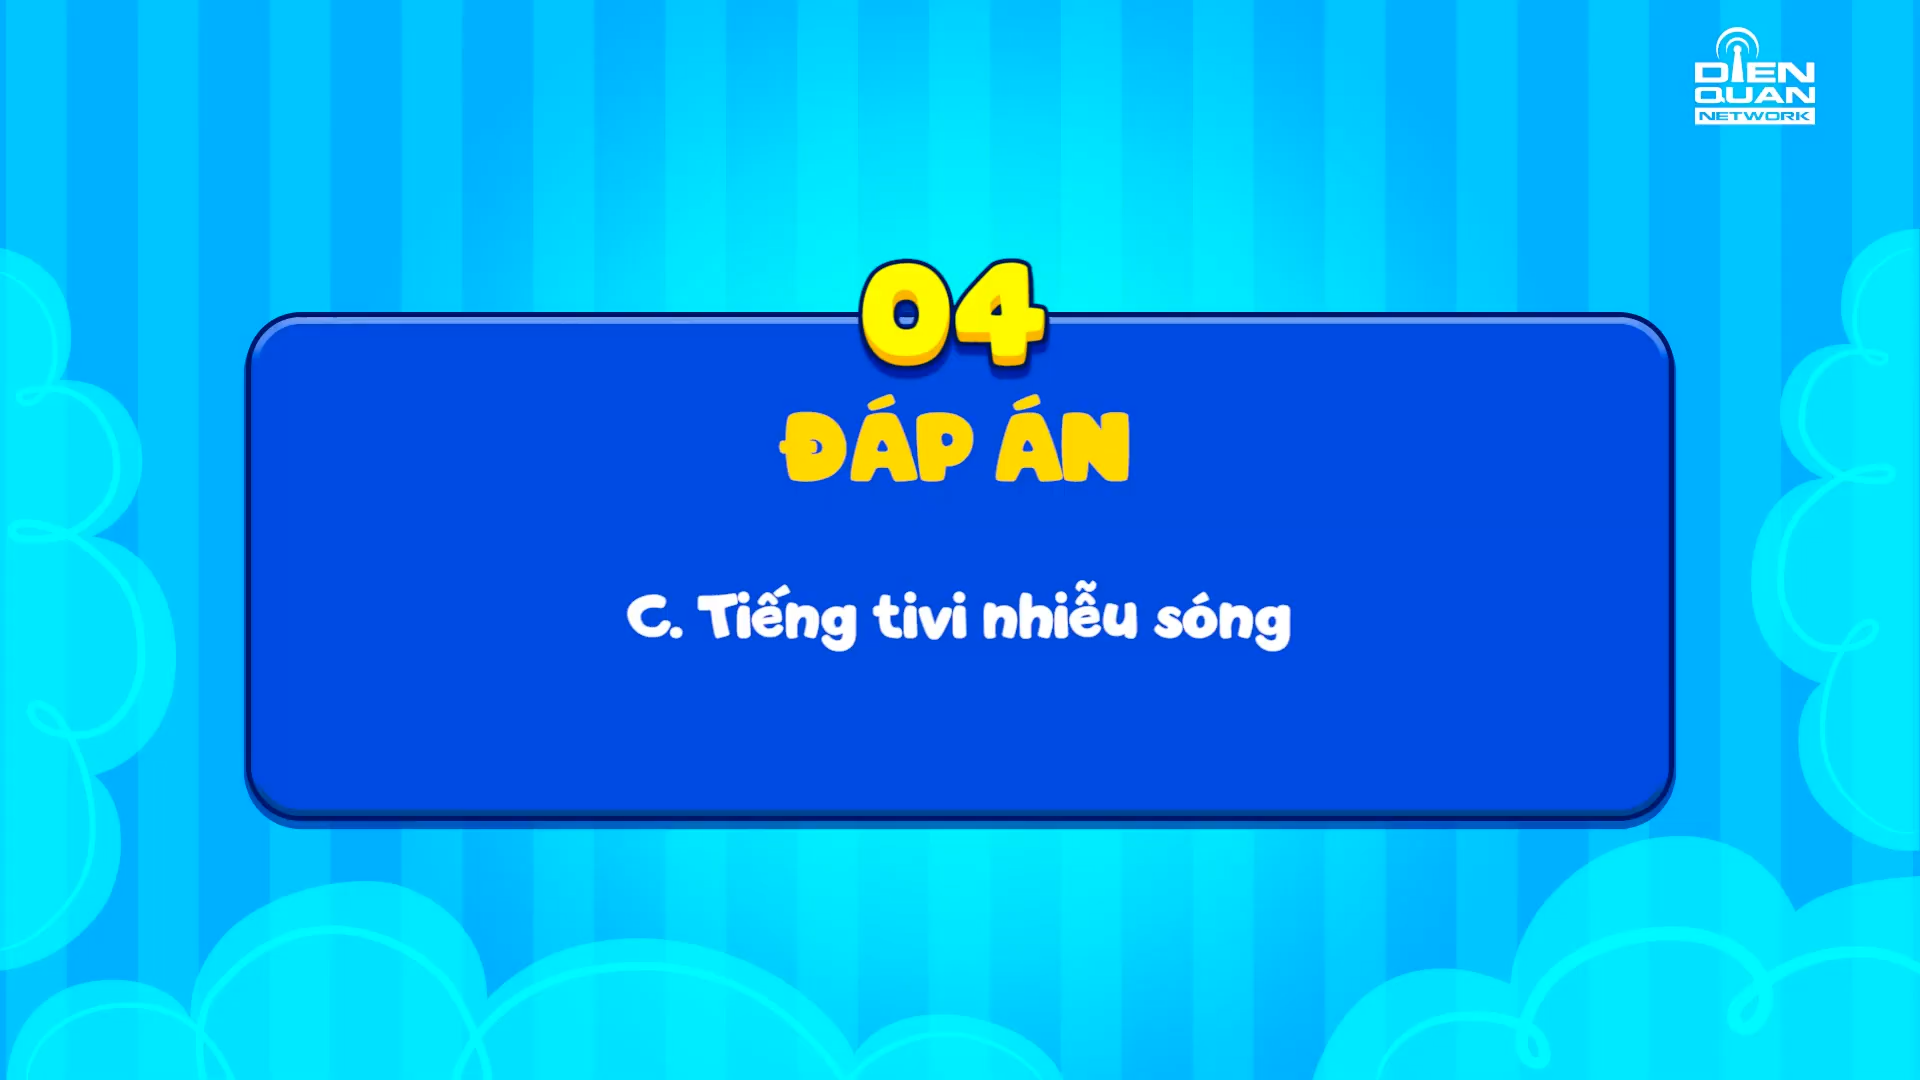 DIEN
QUAN
NETWORK
04
ĐÁP ÁN
C. Tiếng tivi nhiễu sóng